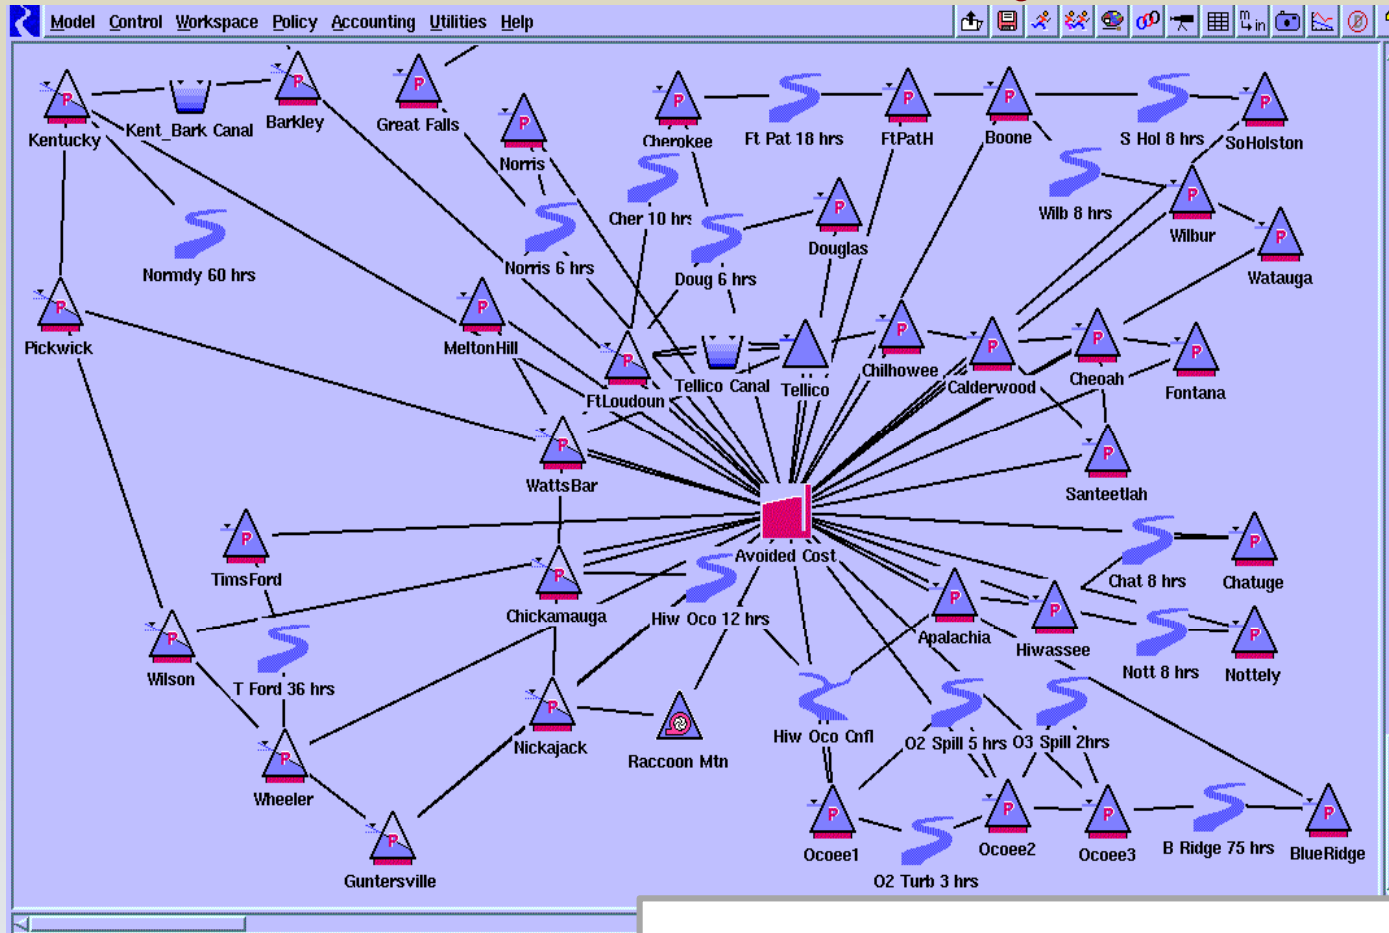 Model Control Workspace Policy Accounting Utilities Help
m
in
P
P
P
P
P
P
P
P
Kentucky
Kent_Bark Canal
Barkley
Great Falls
Norris
Cherokee
Ft Pat 18 hrs
FtPatH
Boone
S Hol 8 hrs
SoHolston
P
P
P
Cher 10 hrs
Wilb 8 hrs
Wilbur
Normdy 60 hrs
Norris 6 hrs
Doug 6 hrs
Douglas
Watauga
P
P
P
P
P
P
P
Pickwick
MeltonHill
FtLoudoun
Tellico Canal
Tellico
Chilhowee
Calderwood
Cheoah
Fontana
P
P
WattsBar
Santeetlah
P
P
P
TimsFord
Avoided Cost
Chat 8 hrs
Chatuge
P
P
P
P
P
Chickamauga
Hiw Oco 12 hrs
Apalachia
Hiwassee
Nott 8 hrs
Nottely
Wilson
T Ford 36 hrs
P
P
Nickajack
Raccoon Mtn
Hiw Oco Cnfl
O2 Spill 5 hrs
O3 Spill 2hrs
Wheeler
P
P
P
P
P
P
Guntersville
Ocoee1
O2 Turb 3 hrs
Ocoee2
Ocoee3
B Ridge 75 hrs
BlueRidge